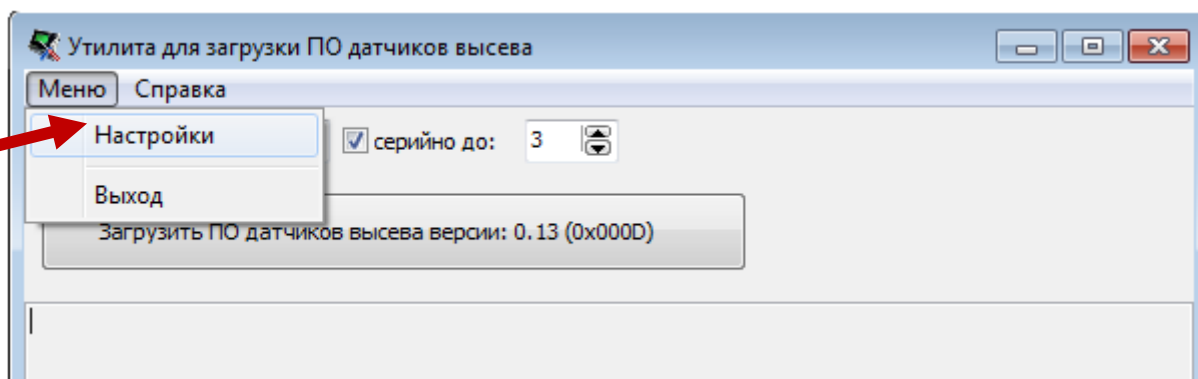 Утилита для загрузки ПО датчиков высева
Меню Справка
Настройки
серийно до: 3
Выход
Загрузить ПО датчиков высева версии: 0.13 (0x000D)